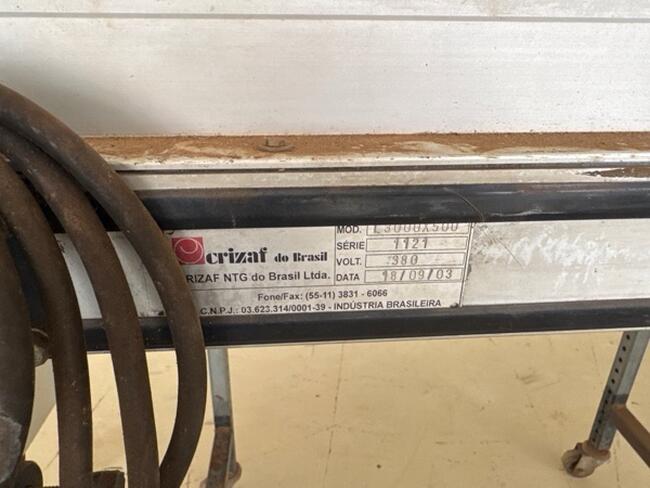 crizaf do Brasil
CRIZAF NTG do Brasil Ltda.
MOD. L3000X500
SÉRIE 1121
VOLT. 380
DATA 18/09/03
Fone/Fax: (55-11) 3831 - 6066
C.N.P.J.: 03.623.314/0001-39 - INDÚSTRIA BRASILEIRA